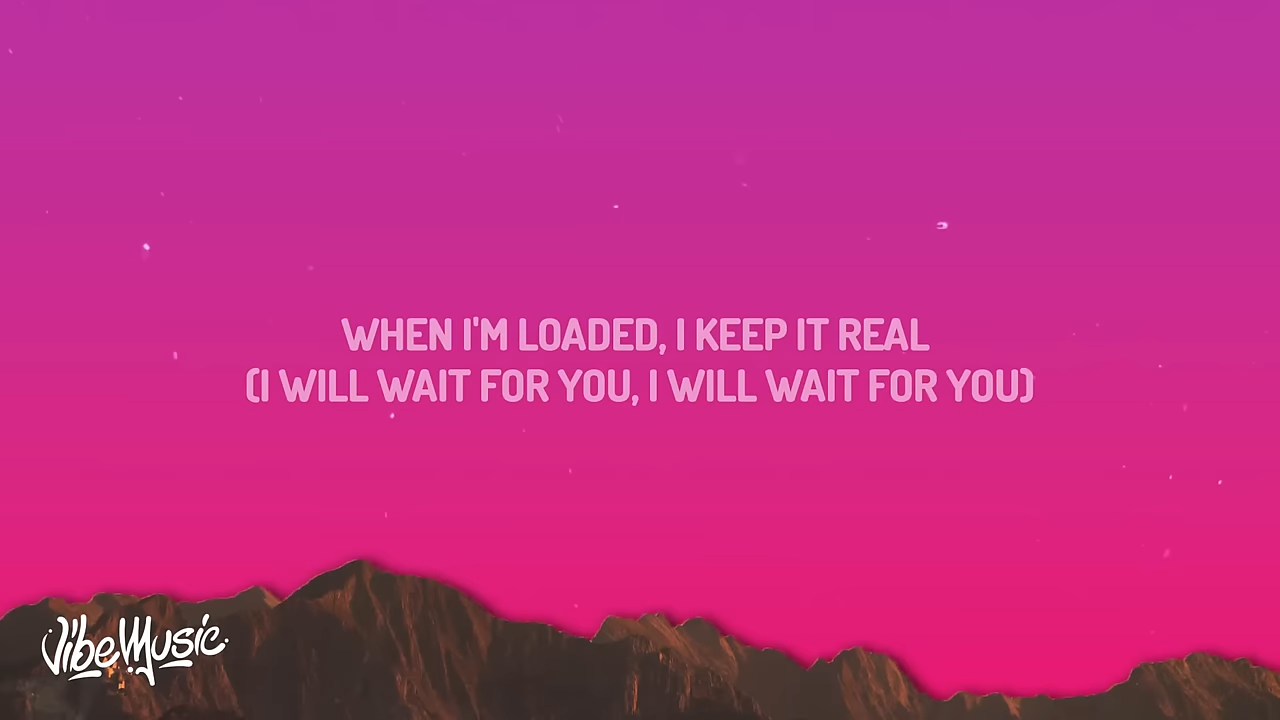 WHEN I'M LOADED, I KEEP IT REAL
(I WILL WAIT FOR YOU, I WILL WAIT FOR YOU)
VibeMusic